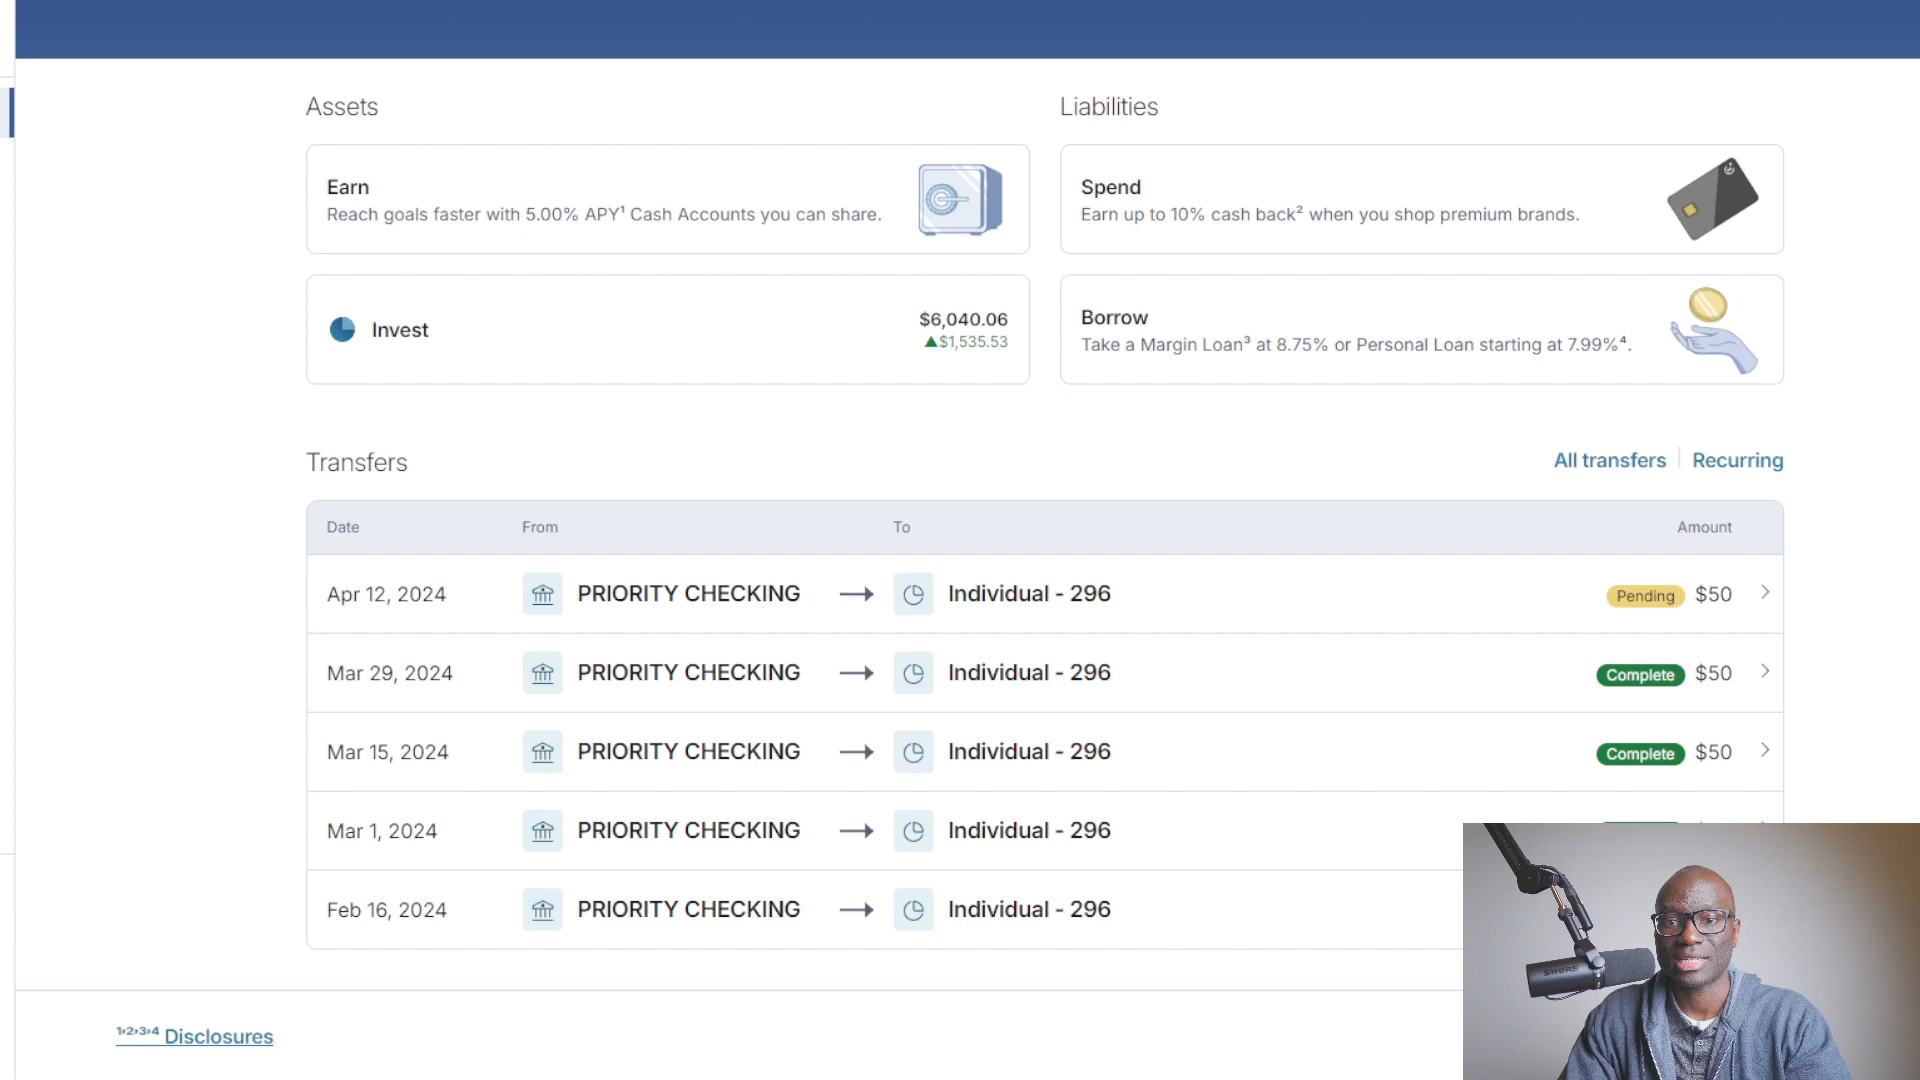 Assets
Liabilities
Earn
Reach goals faster with 5.00% APY¹ Cash Accounts you can share.
Spend
Earn up to 10% cash back² when you shop premium brands.
Invest
$6,040.06
▲$1,535.53
Borrow
Take a Margin Loan³ at 8.75% or Personal Loan starting at 7.99%⁴.
Transfers
All transfers
Recurring
Date From To Amount
Apr 12, 2024 PRIORITY CHECKING → Individual - 296 Pending $50
Mar 29, 2024 PRIORITY CHECKING → Individual - 296 Complete $50
Mar 15, 2024 PRIORITY CHECKING → Individual - 296 Complete $50
Mar 1, 2024 PRIORITY CHECKING → Individual - 296
Feb 16, 2024 PRIORITY CHECKING → Individual - 296
SHURE
¹,²,³,⁴ Disclosures